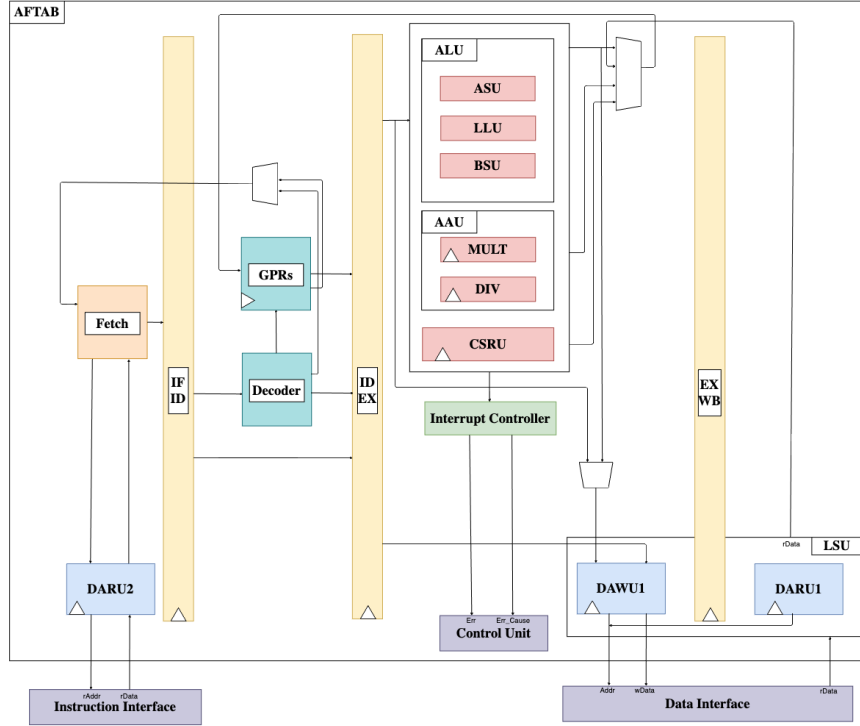 AFTAB
ALU
ASU
LLU
BSU
AAU
MULT
DIV
CSRU
GPRs
Fetch
IF
ID
Decoder
ID
EX
EX
WB
Interrupt Controller
rData
LSU
DARU2
DAWU1
DARU1
Err
Err_Cause
Control Unit
rAddr
rData
Instruction Interface
Addr
wData
rData
Data Interface